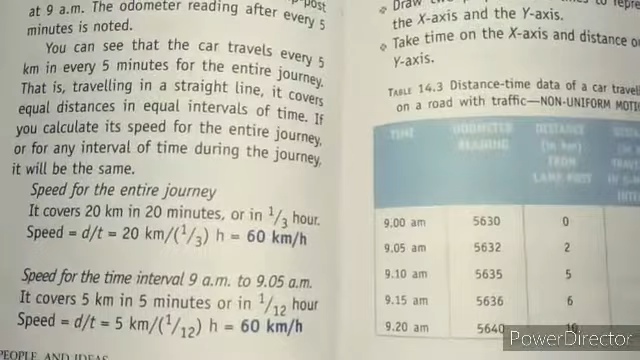 at 9 a.m. The odometer reading after every 5
minutes is noted.
You can see that the car travels every 5
km in every 5 minutes for the entire journey.
That is, travelling in a straight line, it covers
equal distances in equal intervals of time. If
you calculate its speed for the entire journey,
or for any interval of time during the journey,
it will be the same.
Speed for the entire journey
It covers 20 km in 20 minutes, or in 1/3 hour.
Speed = d/t = 20 km/(1/3) h = 60 km/h
Speed for the time interval 9 a.m. to 9.05 a.m.
It covers 5 km in 5 minutes or in 1/12 hour
Speed = d/t = 5 km/(1/12) h = 60 km/h
PEOPLE AND IDEAS
Draw
the X-axis and the Y-axis.
Take time on the X-axis and distance
Y-axis.
TABLE 14.3 Distance-time data of a car
on a road with traffic—NON-UNIFORM
TIME ODOMETER READING DISTANCE (in km) FROM LAMP POST
9.00 am 5630 0
9.05 am 5632 2
9.10 am 5635 5
9.15 am 5636 6
9.20 am 5640 10
PowerDirector